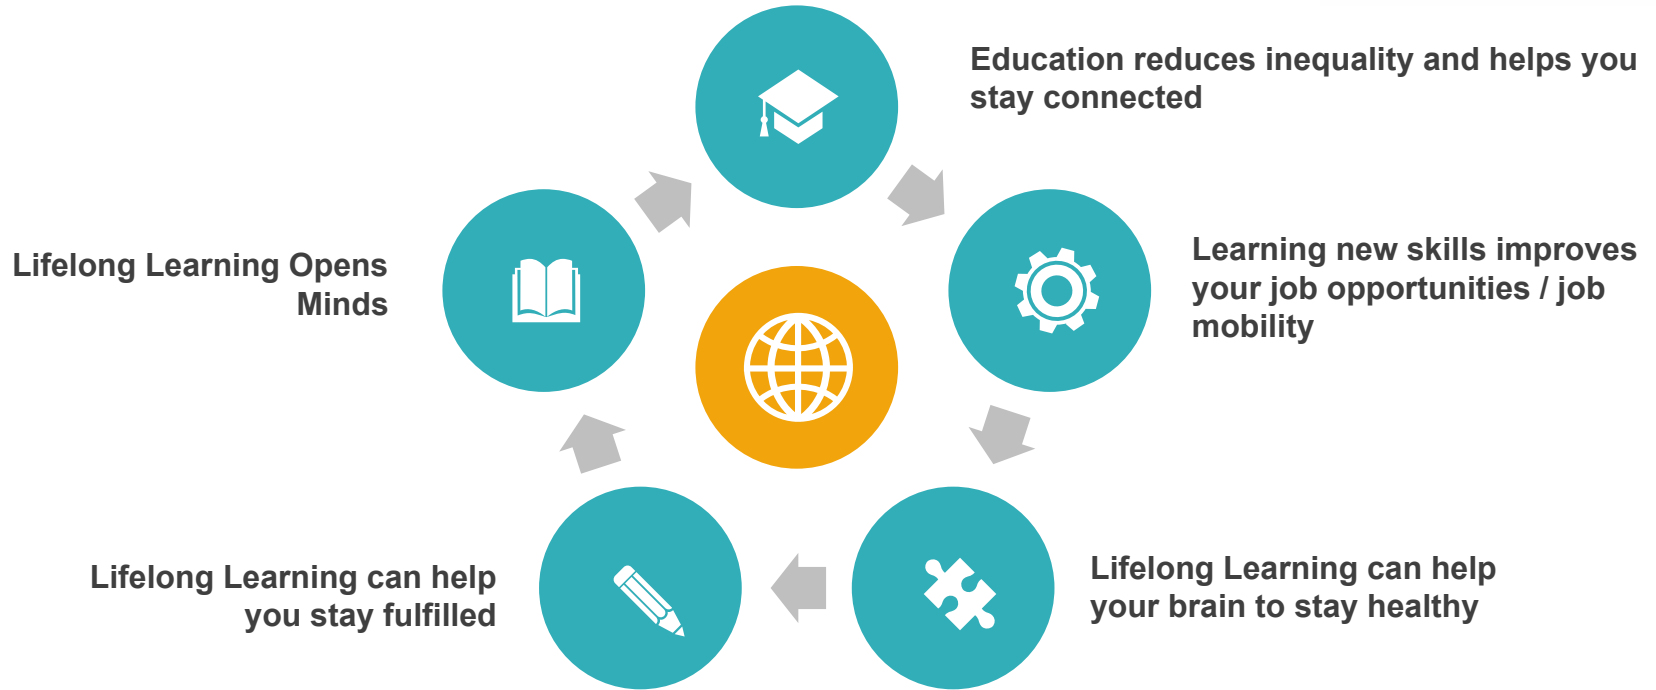 Education reduces inequality and helps you
stay connected
Learning new skills improves
your job opportunities / job
mobility
Lifelong Learning can help
your brain to stay healthy
Lifelong Learning can help
you stay fulfilled
Lifelong Learning Opens
Minds